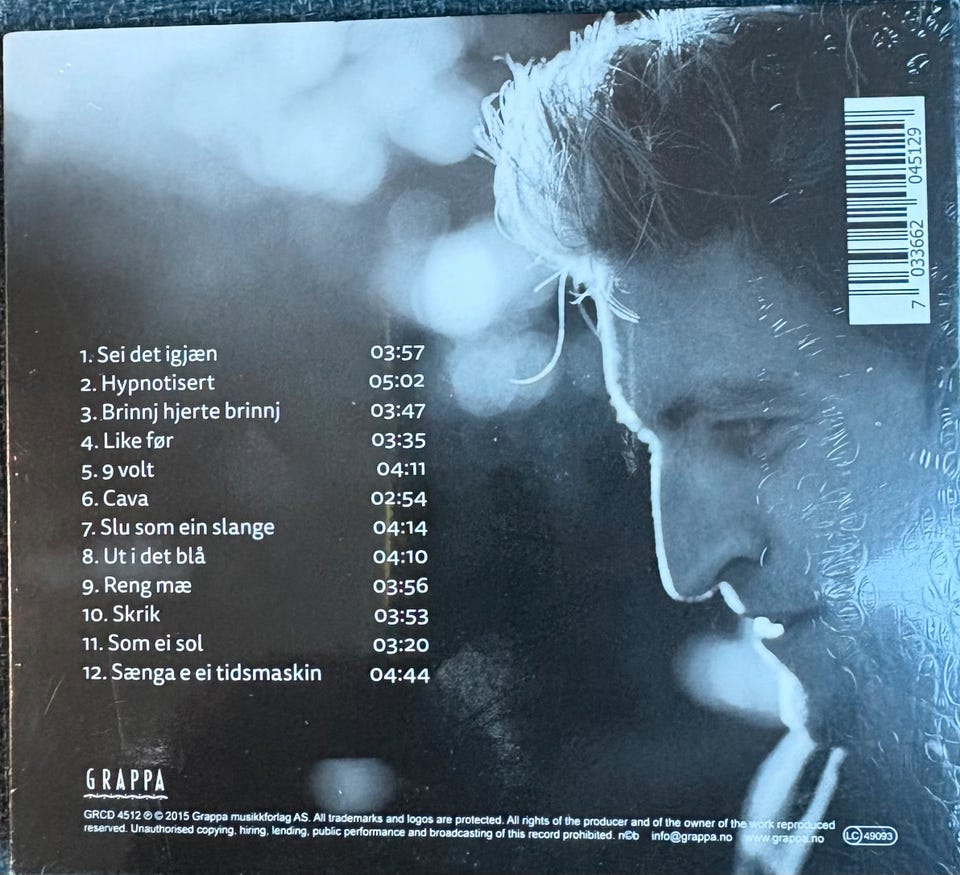 1. Sei det igjæn 03:57
2. Hypnotisert 05:02
3. Brinnj hjerte brinnj 03:47
4. Like før 03:35
5. 9 volt 04:11
6. Cava 02:54
7. Slu som ein slange 04:14
8. Ut i det blå 04:10
9. Reng mæ 03:56
10. Skrik 03:53
11. Som ei sol 03:20
12. Sænga e ei tidsmaskin 04:44
GRAPPA
GRCD 4512 ℗ © 2015 Grappa musikkforlag AS. All trademarks and logos are protected. All rights of the producer and of the owner of the work reproduced
reserved. Unauthorised copying, hiring, lending, public performance and broadcasting of this record prohibited. n©b info@grappa.no www.grappa.no
LC 49093
7 033662 045129